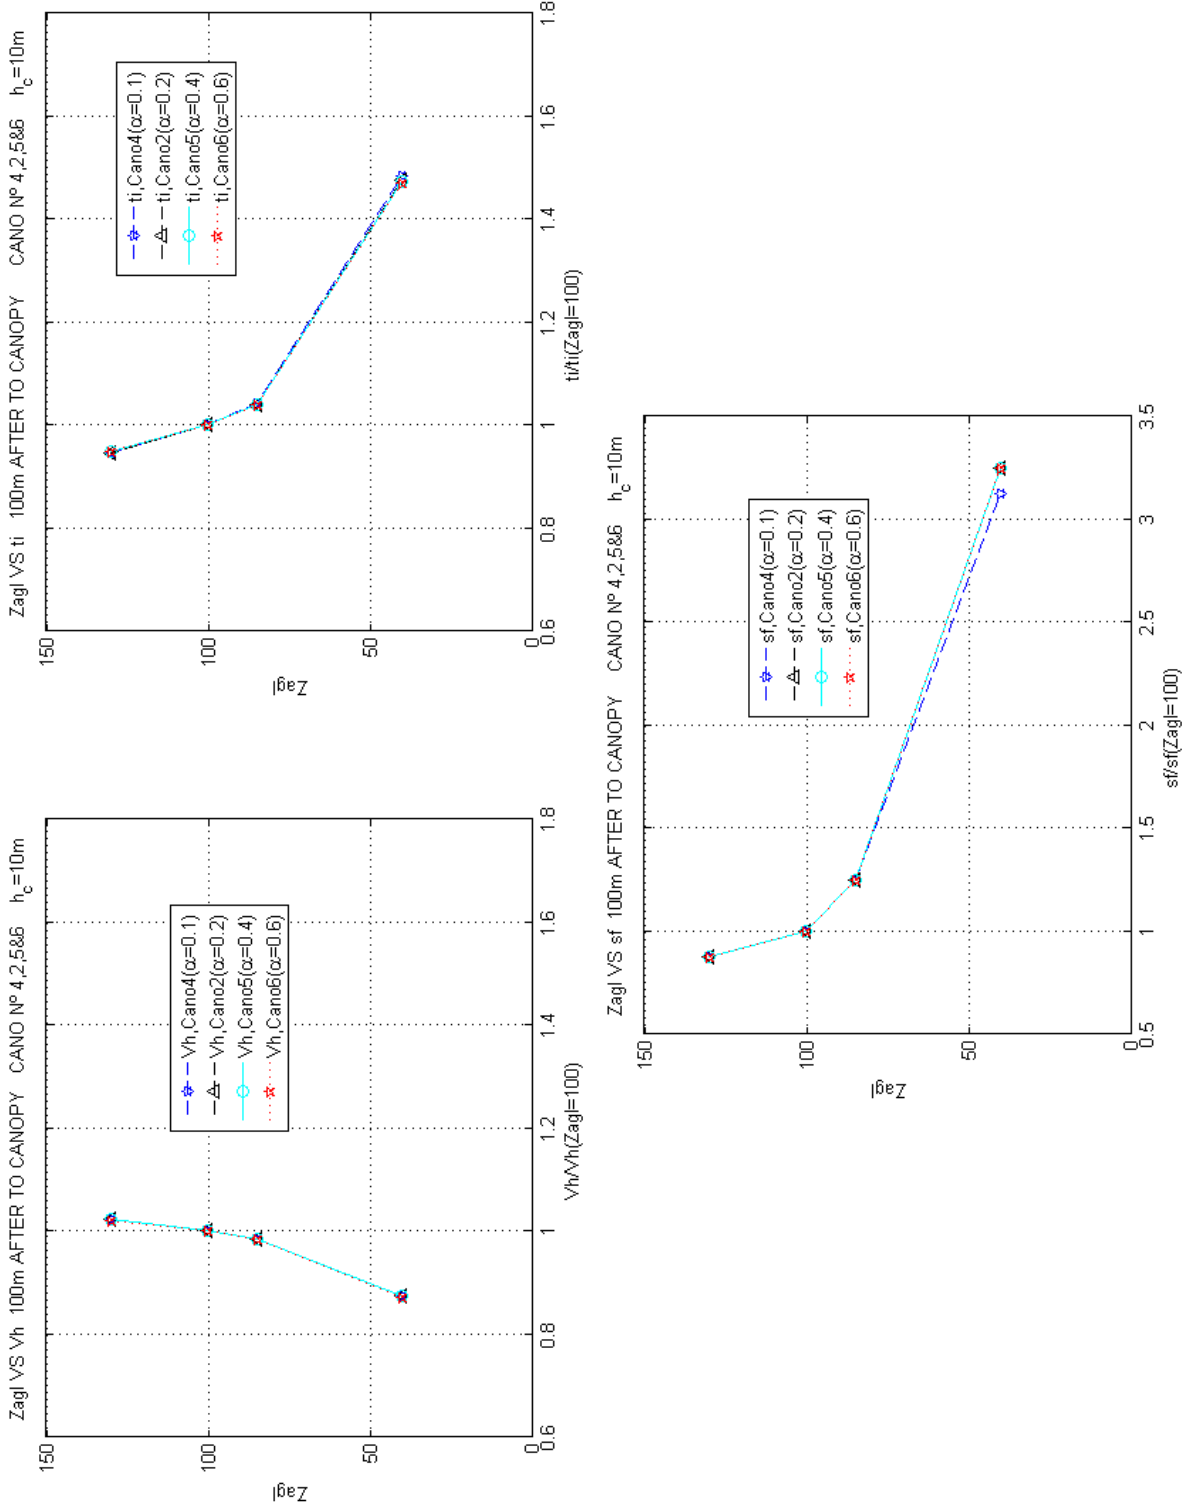 Zagl VS Vh 100m AFTER TO CANOPY CANO Nº 4,2,5&6 h_c=10m
150
100
50
0
Zagl
0.6
0.8
1
1.2
1.4
1.6
1.8
Vh/Vh(Zagl=100)
Vh,Cano4(α=0.1)
Vh,Cano2(α=0.2)
Vh,Cano5(α=0.4)
Vh,Cano6(α=0.6)
Zagl VS ti 100m AFTER TO CANOPY CANO Nº 4,2,5&6 h_c=10m
150
100
50
0
Zagl
0.6
0.8
1
1.2
1.4
1.6
1.8
ti/ti(Zagl=100)
ti,Cano4(α=0.1)
ti,Cano2(α=0.2)
ti,Cano5(α=0.4)
ti,Cano6(α=0.6)
Zagl VS sf 100m AFTER TO CANOPY CANO Nº 4,2,5&6 h_c=10m
150
100
50
0
Zagl
0.5
1
1.5
2
2.5
3
3.5
sf/sf(Zagl=100)
sf,Cano4(α=0.1)
sf,Cano2(α=0.2)
sf,Cano5(α=0.4)
sf,Cano6(α=0.6)